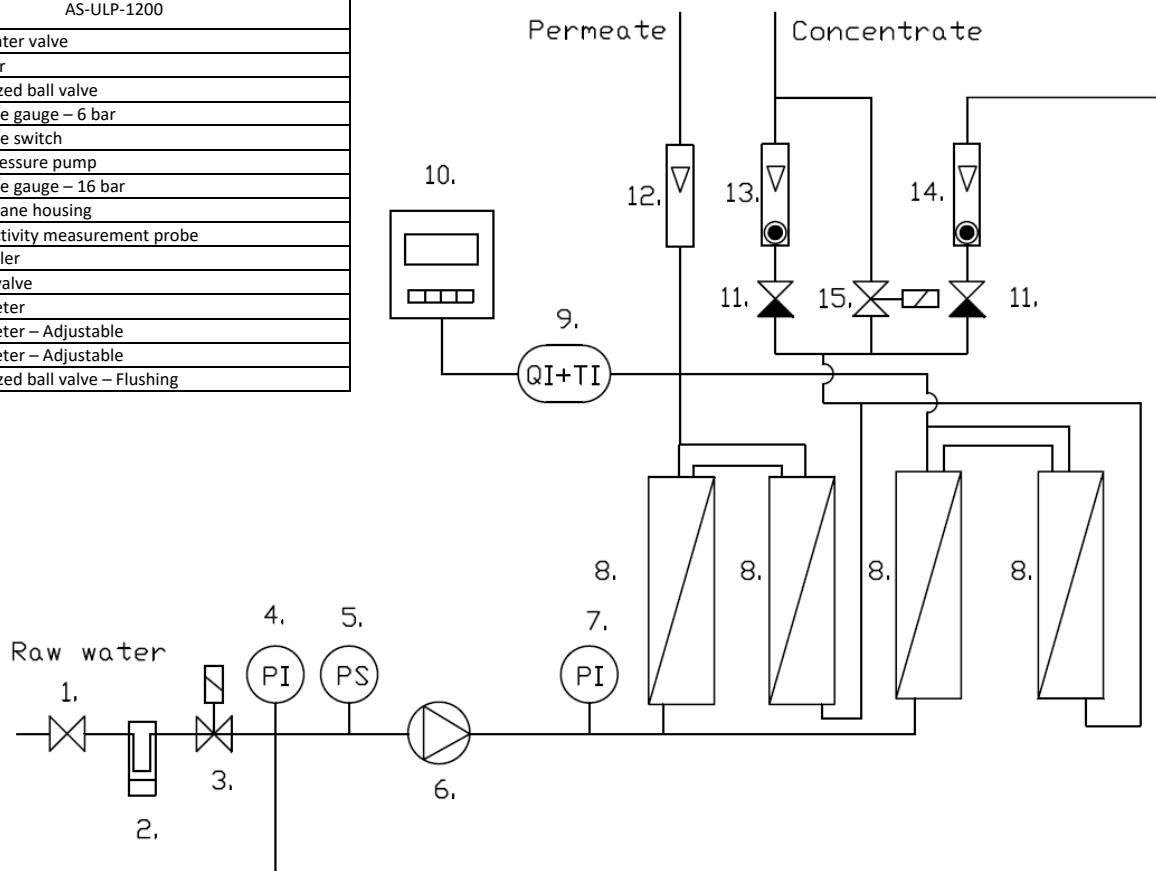 AS-ULP-1200
ter valve
r
zed ball valve
e gauge – 6 bar
e switch
essure pump
e gauge – 16 bar
ane housing
ctivity measurement probe
ler
valve
eter
eter – Adjustable
eter – Adjustable
zed ball valve – Flushing
Permeate
Concentrate
10.
12.
13.
14.
11.
15.
11.
9.
QI+TI
8.
8.
8.
8.
4.
5.
7.
Raw water
PI
PS
PI
1.
3.
6.
2.